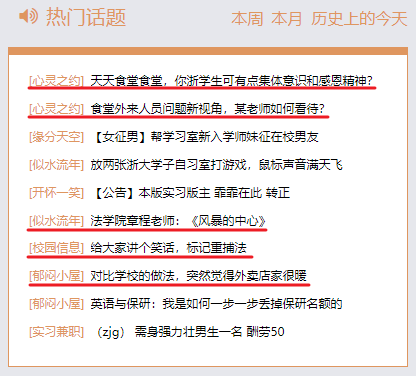 热门话题 本周 本月 历史上的今天
[心灵之约] 天天食堂食堂，你浙学生可有点集体意识和感恩精神?
[心灵之约] 食堂外来人员问题新视角，某老师如何看待?
[缘分天空] 【女征男】帮学习室新入学师妹征在校男友
[似水流年] 放两张浙大学子自习室打游戏，鼠标声音满天飞
[开怀一笑] 【公告】本版实习版主 霏霏在此 转正
[似水流年] 法学院章程老师：《风暴的中心》
[校园信息] 给大家讲个笑话，标记重捕法
[郁闷小屋] 对比学校的做法，突然觉得外卖店家很暖
[郁闷小屋] 英语与保研：我是如何一步一步丢掉保研名额的
[实习兼职] （zjg） 需身强力壮男生一名 酬劳50